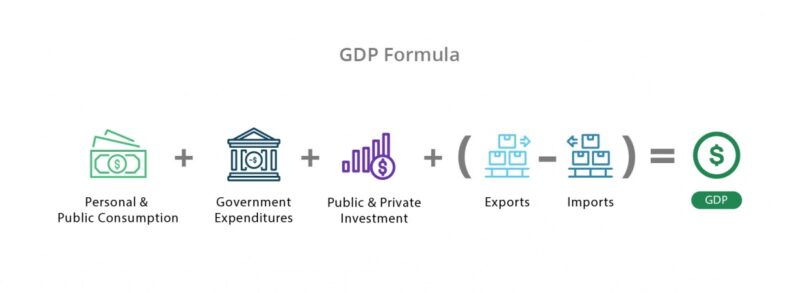 GDP Formula
+ + + ( - ) =
Personal &
Public Consumption
Government
Expenditures
Public & Private
Investment
Exports
Imports
GDP